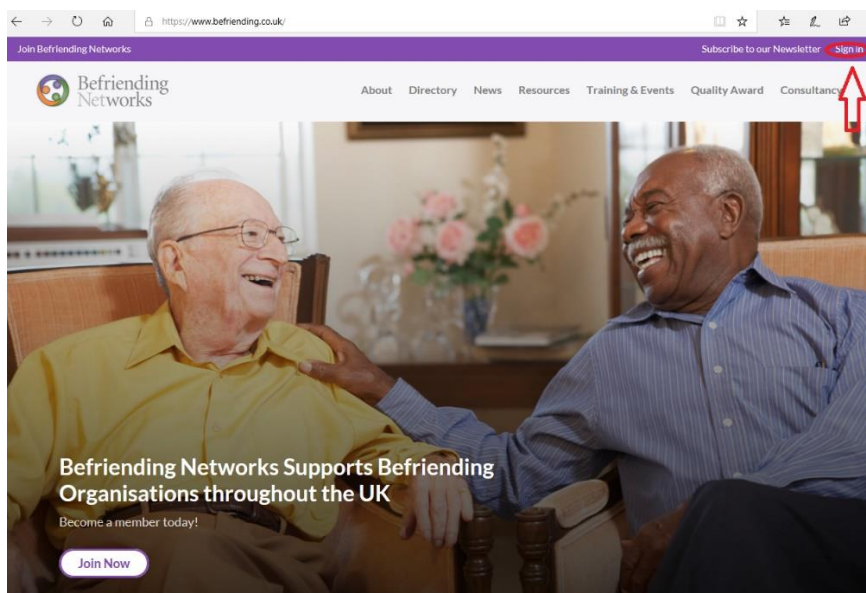 https://www.befriending.co.uk/
Join Befriending Networks
Subscribe to our Newsletter
Sign in
Befriending
Networks
About Directory News Resources Training & Events Quality Award Consultancy
Befriending Networks Supports Befriending
Organisations throughout the UK
Become a member today!
Join Now